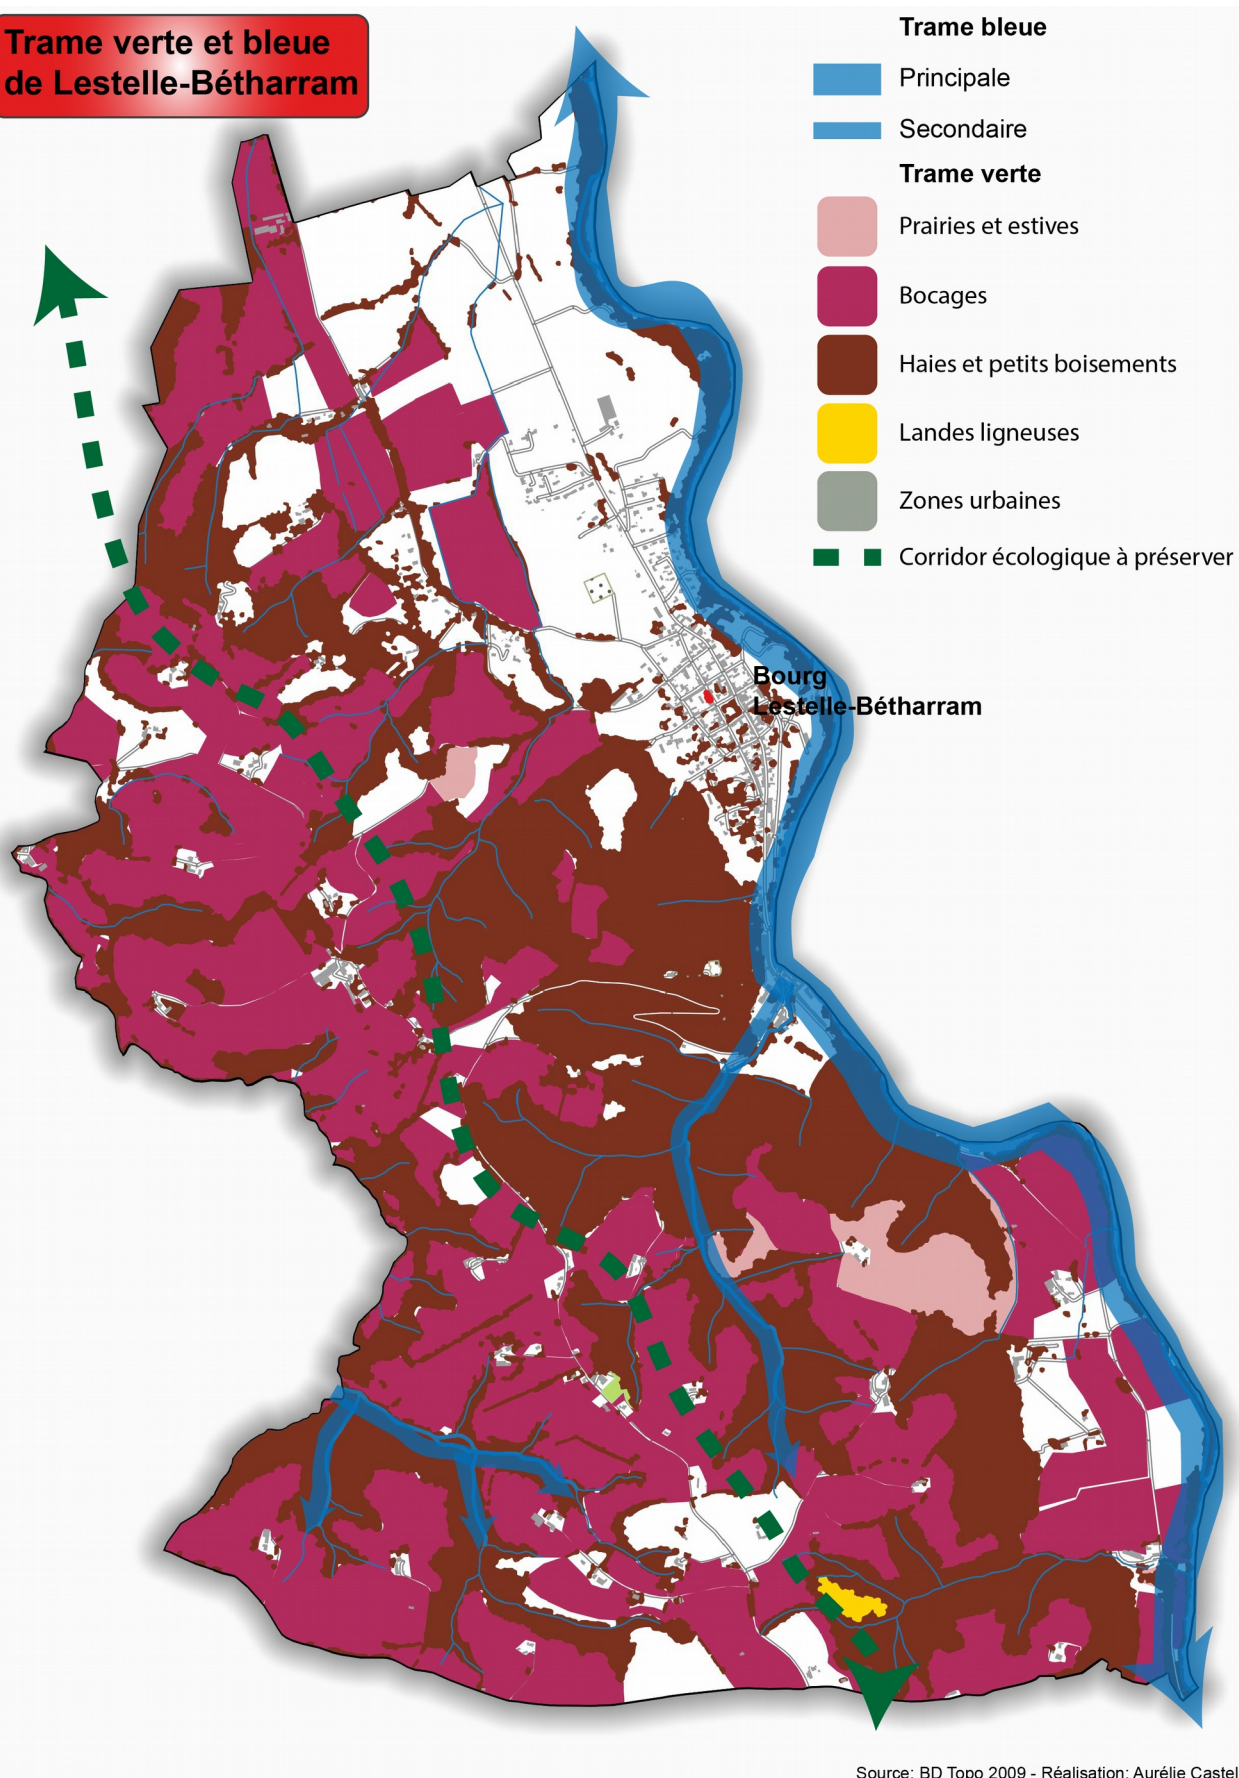 Trame verte et bleue
de Lestelle-Bétharram
Trame bleue
Principale
Secondaire
Trame verte
Prairies et estives
Bocages
Haies et petits boisements
Landes ligneuses
Zones urbaines
Corridor écologique à préserver
Bourg
Lestelle-Bétharram
Source: BD Topo 2009 - Réalisation: Aurélie Castel